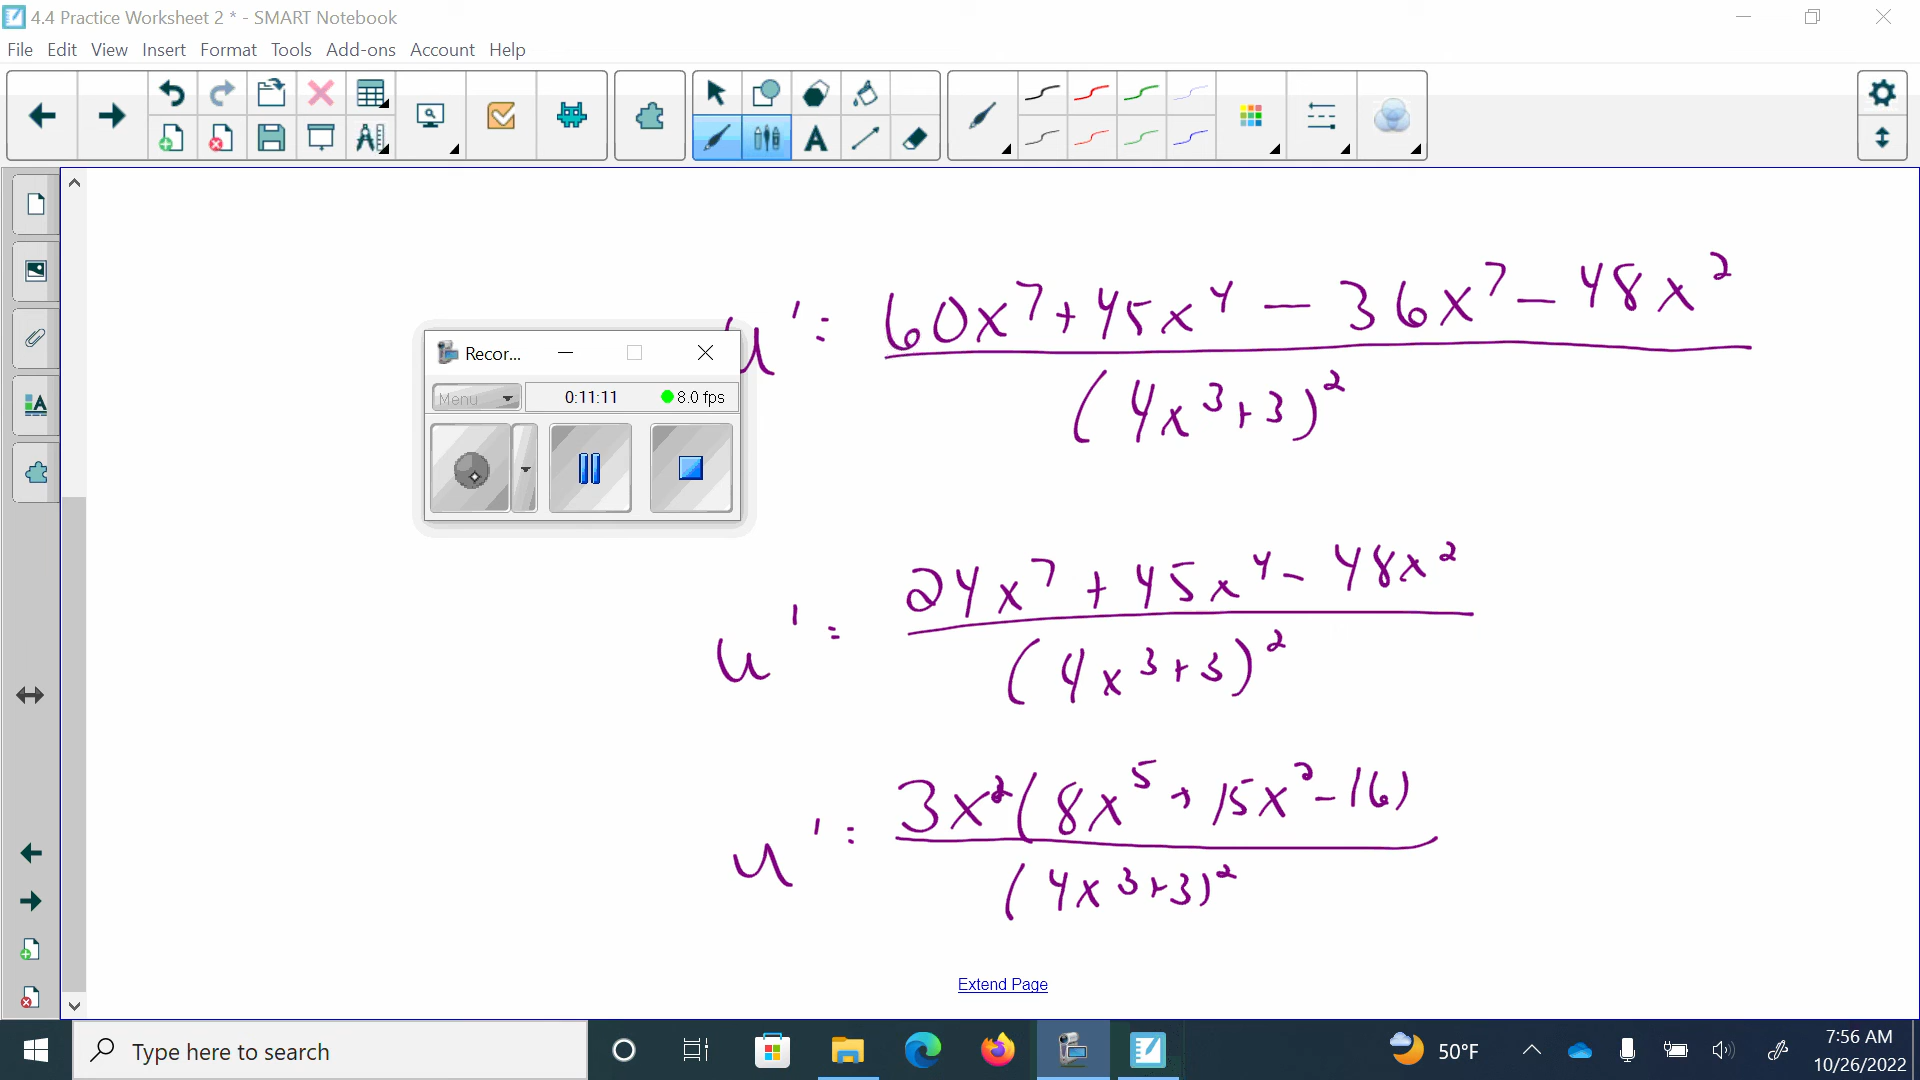 4.4 Practice Worksheet 2 * - SMART Notebook
File Edit View Insert Format Tools Add-ons Account Help
u' = 60x⁷ + 45x⁴ - 36x⁷ - 48x²
(4x³+3)²
Recor...
Menu 0:11:11 8.0 fps
u' = 24x⁷ + 45x⁴ - 48x²
(4x³+3)²
u' = 3x²(8x⁵ + 15x² - 16)
(4x³+3)²
Extend Page
Type here to search
50°F
7:56 AM
10/26/2022